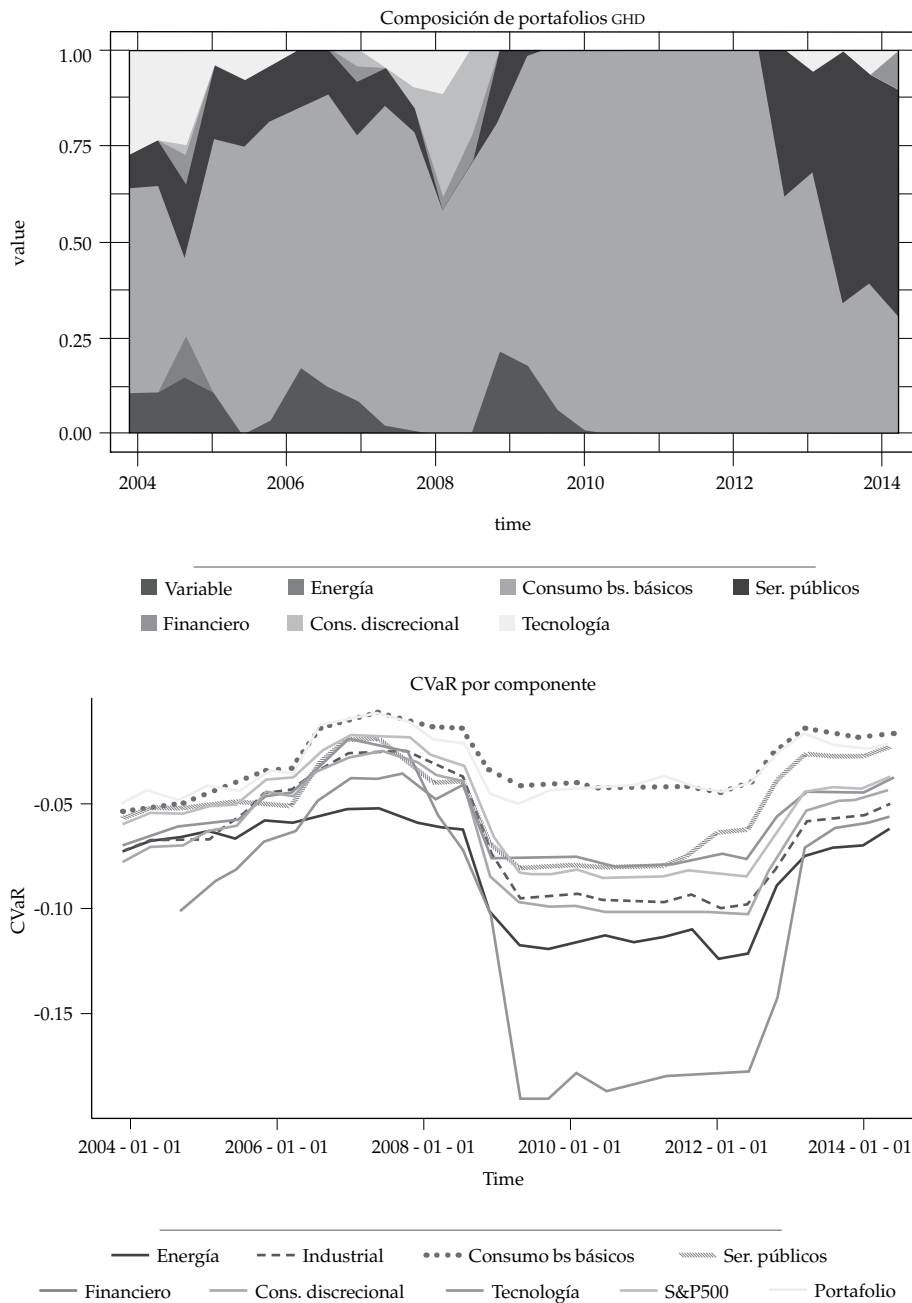 Composición de portafolios GHD
1.00
0.75
0.50
0.25
0.00
value
2004 2006 2008 2010 2012 2014
time
Variable Energía Consumo bs. básicos Ser. públicos
Financiero Cons. discrecional Tecnología
CVaR por componente
-0.05
-0.10
-0.15
CVaR
2004 - 01 - 01 2006 - 01 - 01 2008 - 01 - 01 2010 - 01 - 01 2012 - 01 - 01 2014 - 01 - 01
Time
Energía Industrial Consumo bs básicos Ser. públicos
Financiero Cons. discrecional Tecnología S&P500 Portafolio